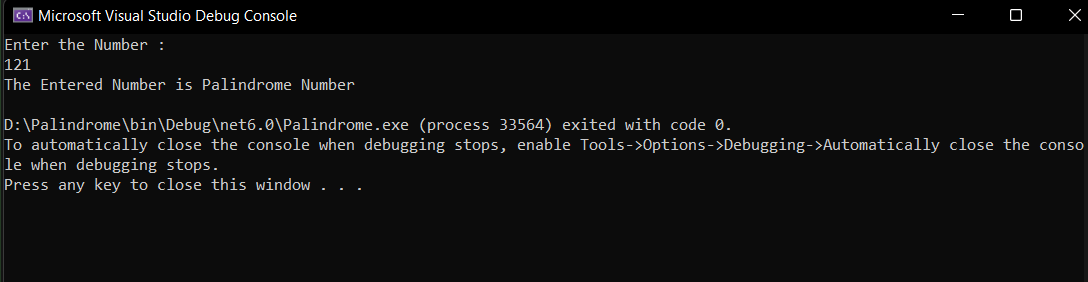 Microsoft Visual Studio Debug Console
Enter the Number :
121
The Entered Number is Palindrome Number
D:\Palindrome\bin\Debug\net6.0\Palindrome.exe (process 33564) exited with code 0.
To automatically close the console when debugging stops, enable Tools->Options->Debugging->Automatically close the conso
le when debugging stops.
Press any key to close this window . . .